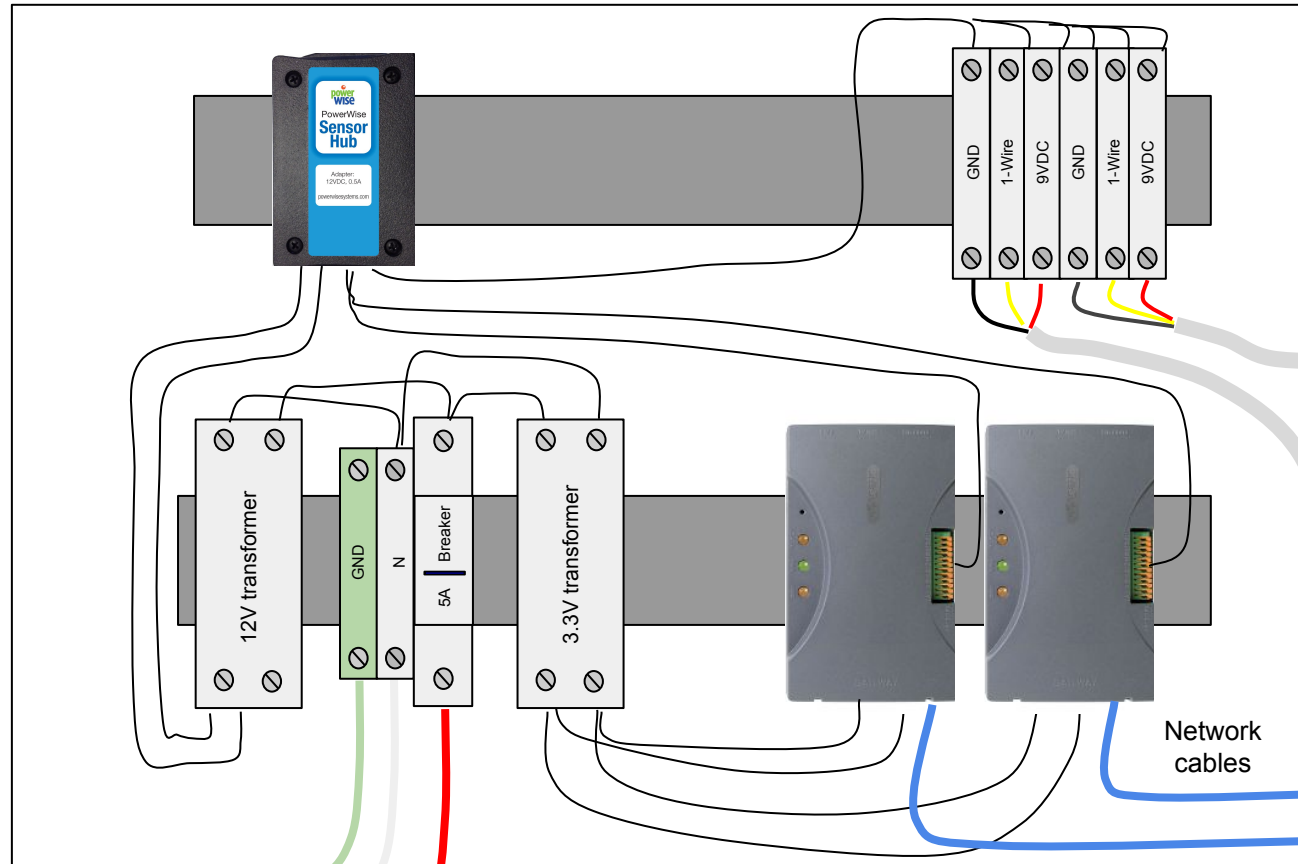 power
wise
PowerWise
Sensor
Hub
Adapter:
12VDC, 0.5A
powerwisesystems.com
GND
1-Wire
9VDC
GND
1-Wire
9VDC
12V transformer
GND
N
5A
Breaker
3.3V transformer
GATEWAY
Network
cables